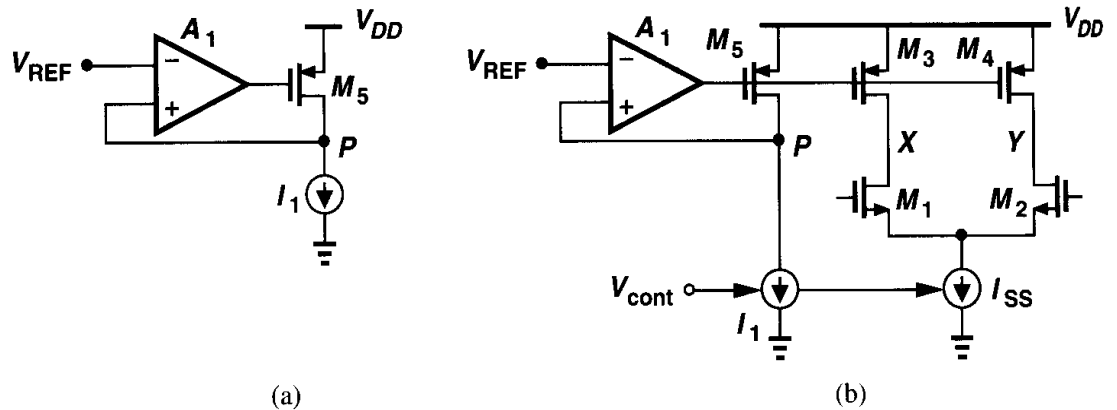 A1
VDD
VREF
−
M5
+
P
I1
(a)
A1
M5
M3
M4
VDD
VREF
−
+
P
X
Y
M1
M2
Vcont
I1
ISS
(b)